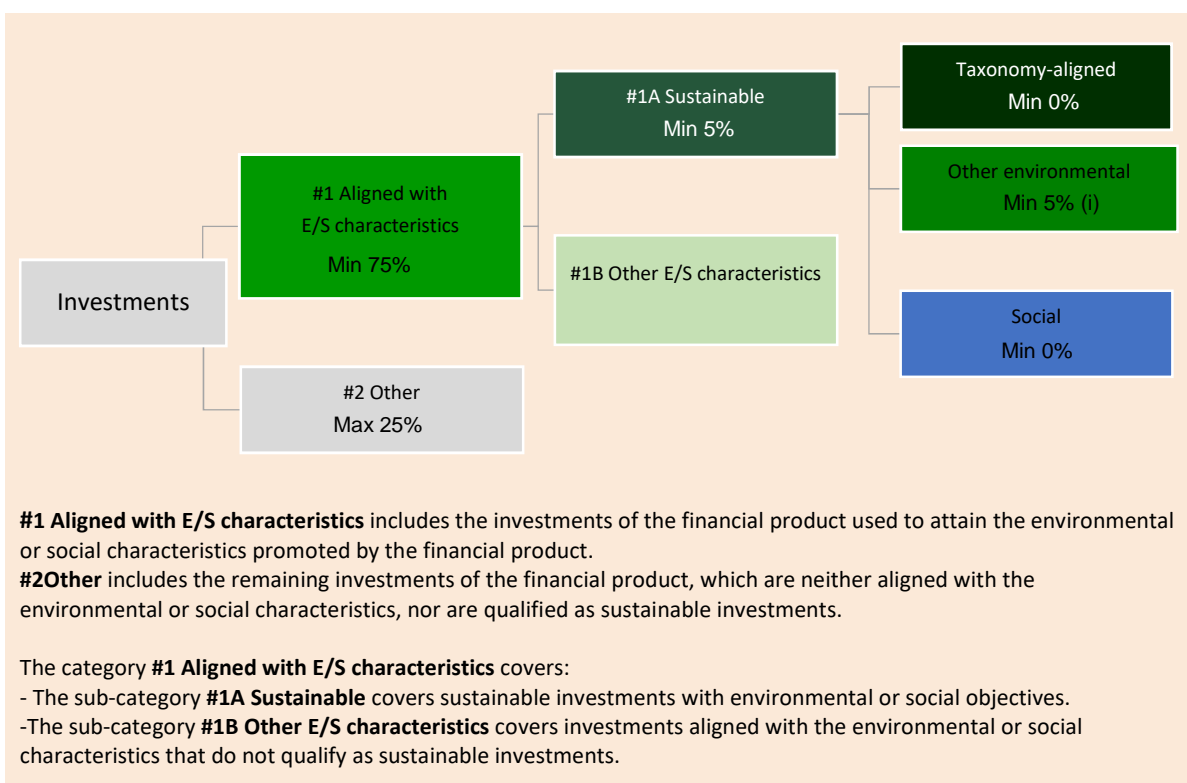 Taxonomy-aligned
Min 0%
#1A Sustainable
Min 5%
Other environmental
Min 5% (i)
#1 Aligned with
E/S characteristics
Min 75%
#1B Other E/S characteristics
Investments
Social
Min 0%
#2 Other
Max 25%
#1 Aligned with E/S characteristics includes the investments of the financial product used to attain the environmental
or social characteristics promoted by the financial product.
#2Other includes the remaining investments of the financial product, which are neither aligned with the
environmental or social characteristics, nor are qualified as sustainable investments.
The category #1 Aligned with E/S characteristics covers:
- The sub-category #1A Sustainable covers sustainable investments with environmental or social objectives.
-The sub-category #1B Other E/S characteristics covers investments aligned with the environmental or social
characteristics that do not qualify as sustainable investments.